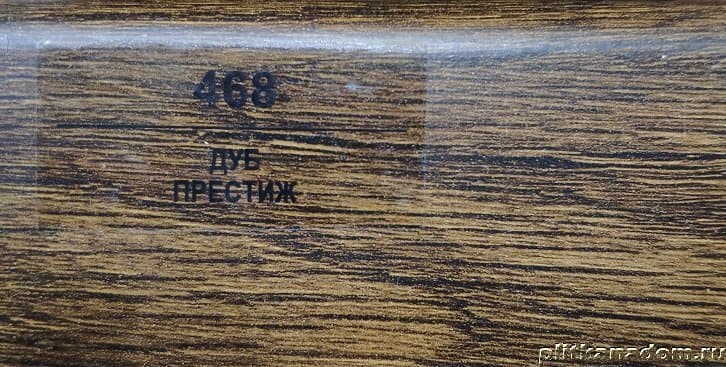 468
ДУБ
ПРЕСТИЖ
plitkanadom.ru